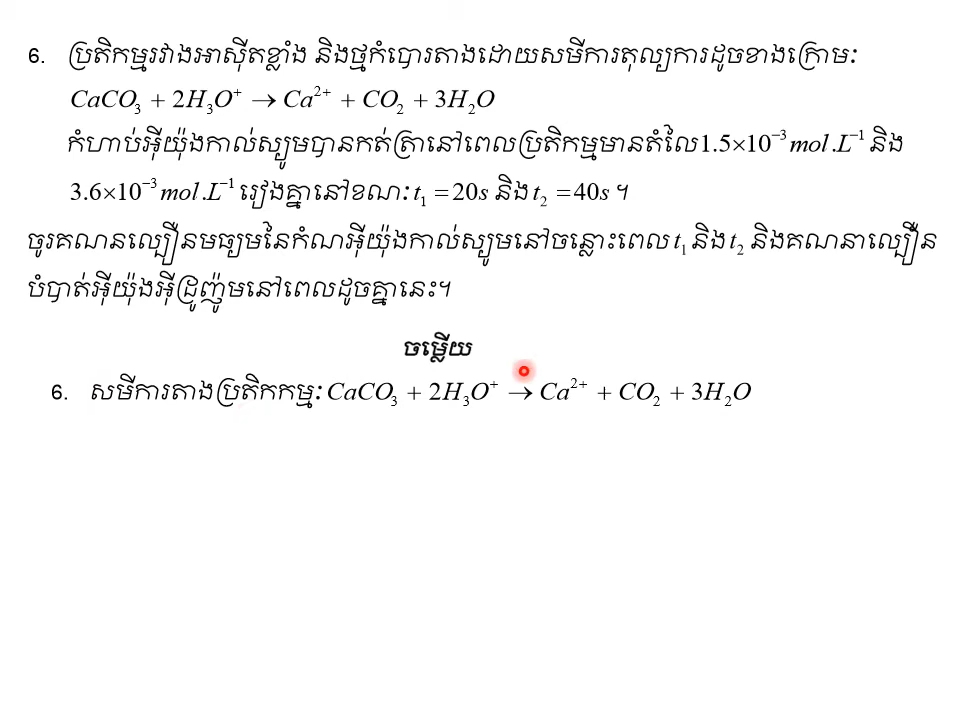 6. ប្រតិកម្មរវាងអាស៊ីតខ្លាំង និងថ្មកំបោរតាងដោយសមីការតុល្យការដូចខាងក្រោម:
CaCO₃ + 2H₃O⁺ → Ca²⁺ + CO₂ + 3H₂O
កំហាប់អ៊ីយ៉ុងកាល់ស្យូមបានកត់ត្រានៅពេលប្រតិកម្មមានតំលៃ 1.5×10⁻³ mol.L⁻¹ និង
3.6×10⁻³ mol.L⁻¹ រៀងគ្នានៅខណ: t₁ = 20s និង t₂ = 40s ។
ចូរគណនល្បឿនមធ្យមនៃកំណអ៊ីយ៉ុងកាល់ស្យូមនៅចន្លោះពេល t₁ និង t₂ និងគណនាល្បឿន
បំបាត់អ៊ីយ៉ុងអ៊ីដ្រូញ៉ូមនៅពេលដូចគ្នានេះ។
ចម្លើយ
6. សមីការតាងប្រតិកកម្ម: CaCO₃ + 2H₃O⁺ → Ca²⁺ + CO₂ + 3H₂O